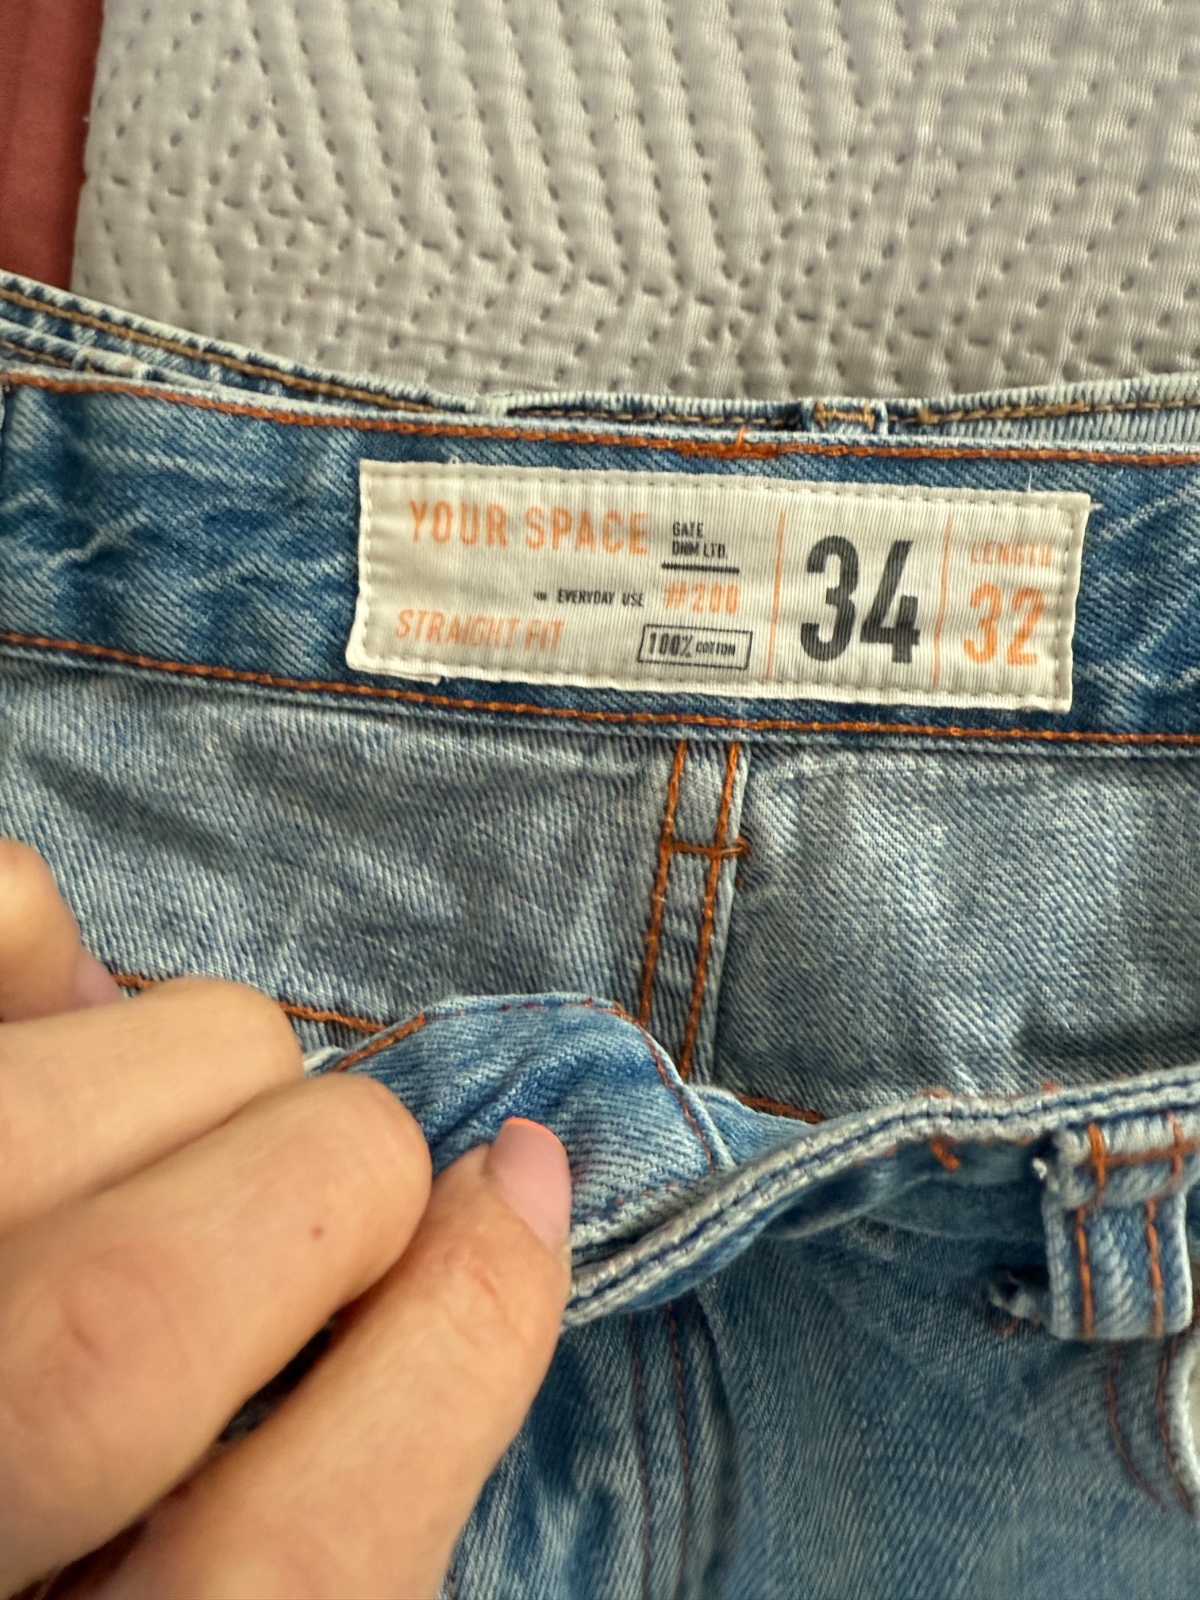 YOUR SPACE
GATE
DNM LTD.
EVERYDAY USE
#200
STRAIGHT FIT
100% COTTON
34
LENGTH
32